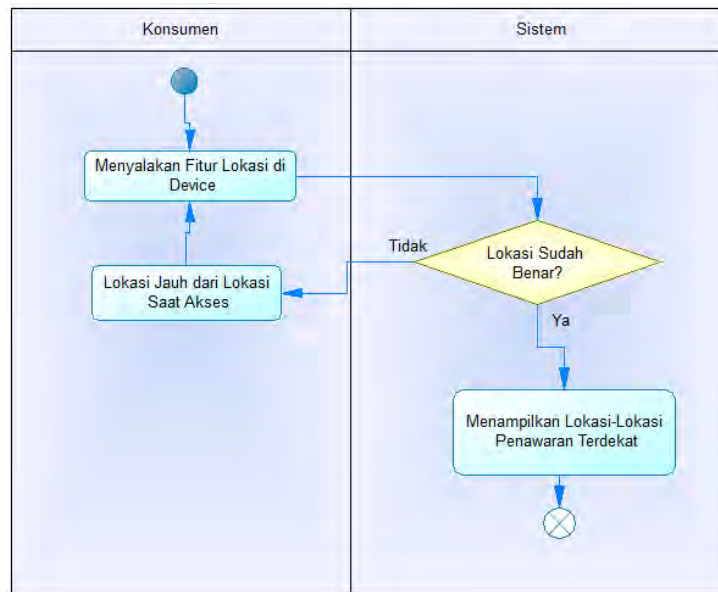 Konsumen
Sistem
Menyalakan Fitur Lokasi di
Device
Tidak
Lokasi Sudah
Benar?
Lokasi Jauh dari Lokasi
Saat Akses
Ya
Menampilkan Lokasi-Lokasi
Penawaran Terdekat